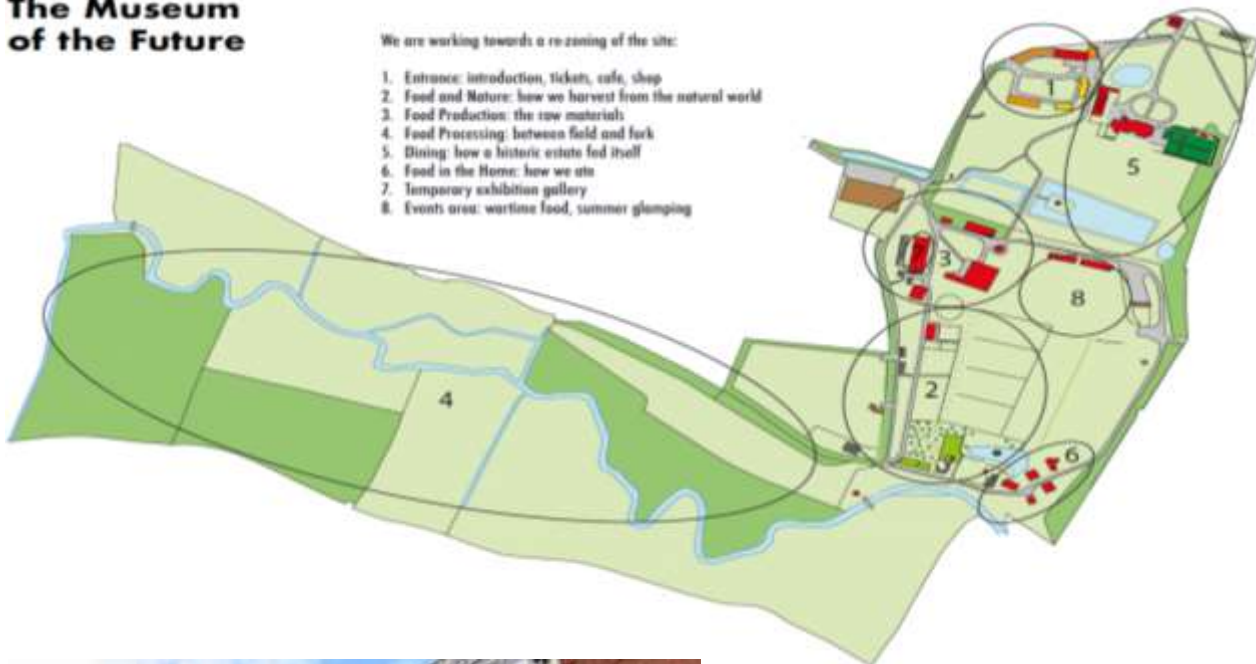 The Museum
of the Future
We are working towards a re-zoning of the site:
1. Entrance: introduction, tickets, cafe, shop
2. Food and Nature: how we harvest from the natural world
3. Food Production: the raw materials
4. Food Processing: between field and fork
5. Dining: how a historic estate fed itself
6. Food in the Home: how we ate
7. Temporary exhibition gallery
8. Events area: wartime food, summer glamping
1
5
3
8
2
4
6